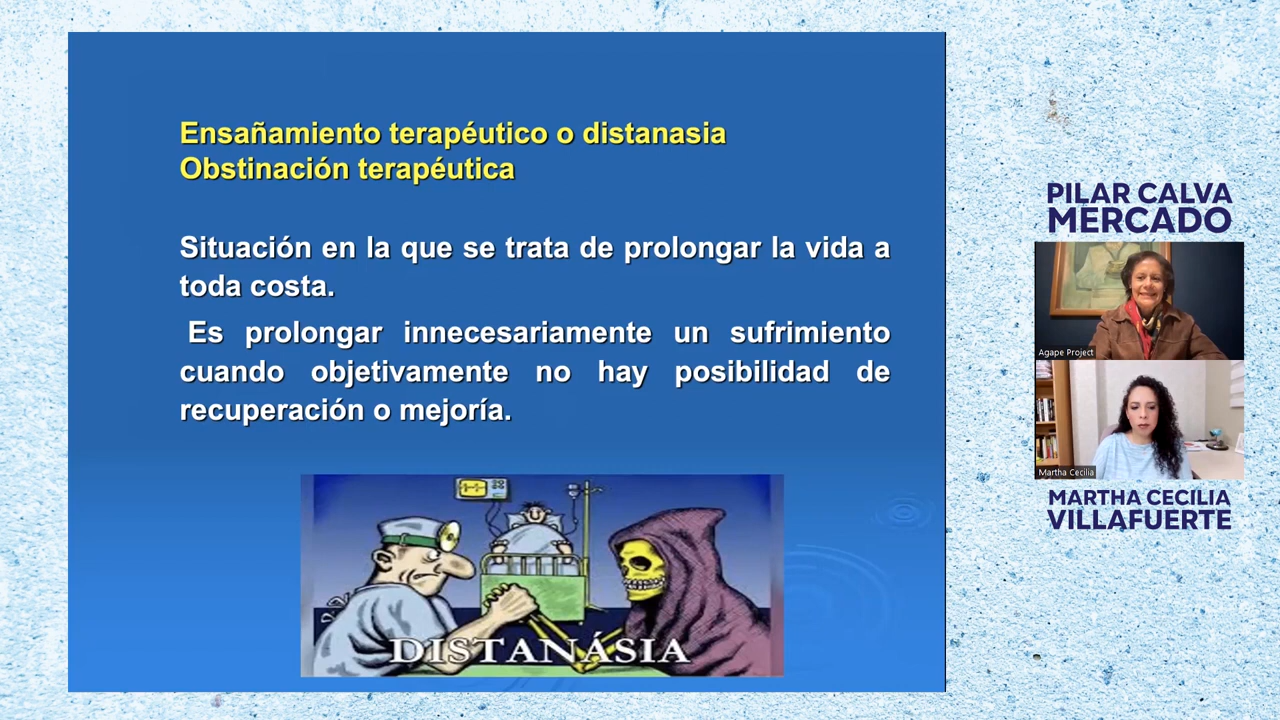 Ensañamiento terapéutico o distanasia
Obstinación terapéutica
Situación en la que se trata de prolongar la vida a
toda costa.
Es prolongar innecesariamente un sufrimiento
cuando objetivamente no hay posibilidad de
recuperación o mejoría.
DISTANÁSIA
PILAR CALVA
MERCADO
Agape Project
Martha Cecilia
MARTHA CECILIA
VILLAFUERTE